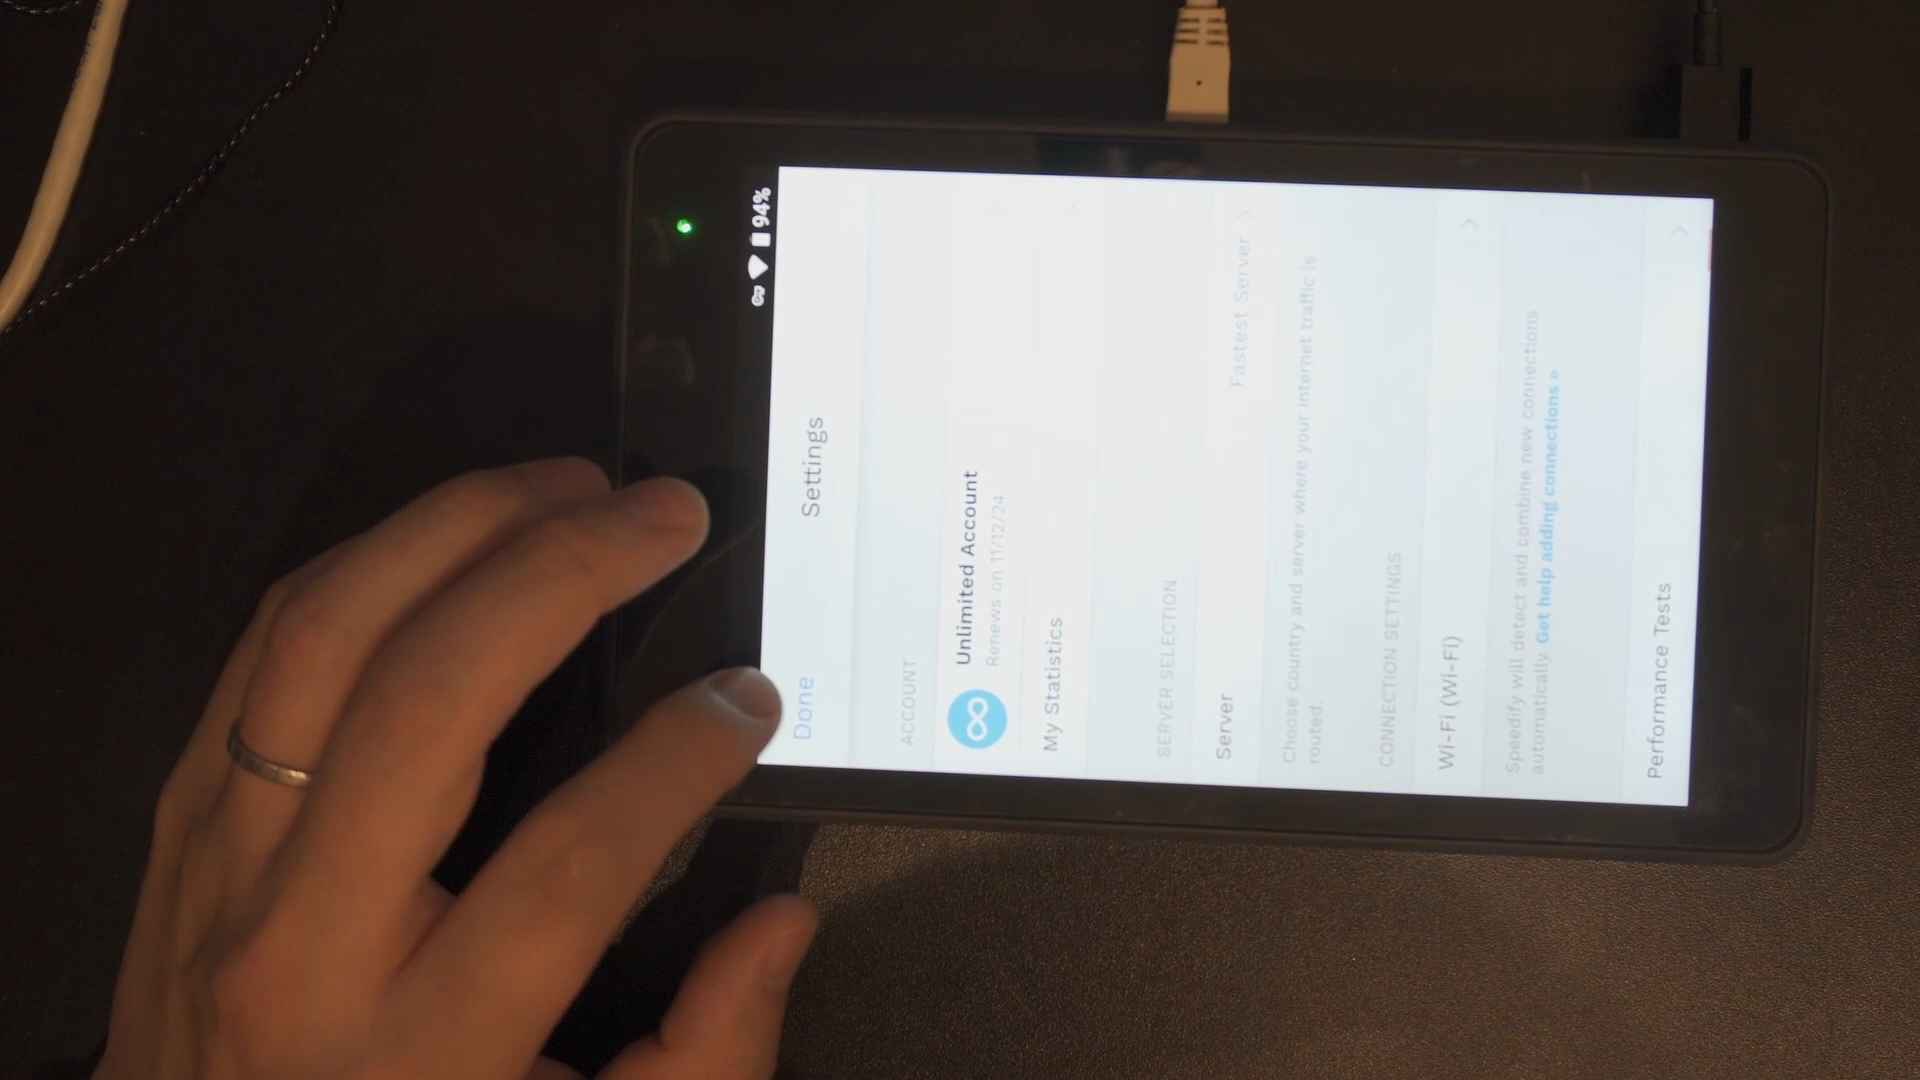 94%
Done
Settings
ACCOUNT
Unlimited Account
Renews on 11/12/24
My Statistics
SERVER SELECTION
Server
Fastest Server
Choose country and server where your internet traffic is
routed.
CONNECTION SETTINGS
Wi-Fi (Wi-Fi)
Speedify will detect and combine new connections
automatically. Get help adding connections »
Performance Tests